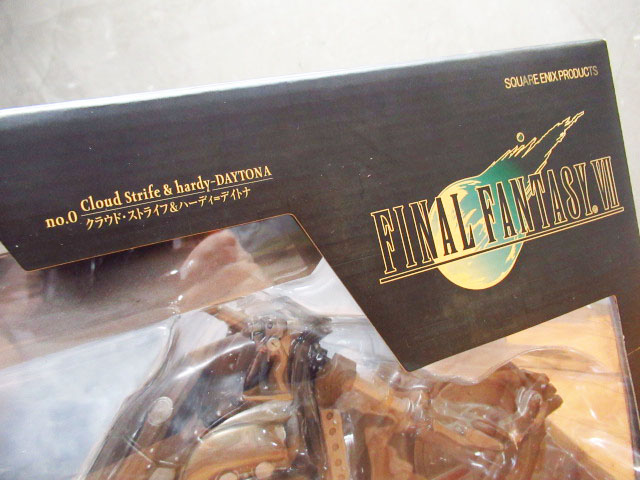 SQUARE ENIX PRODUCTS
no.0 Cloud Strife & hardy-DAYTONA
クラウド・ストライフ&ハーディ=デイトナ
FINAL FANTASY. VII